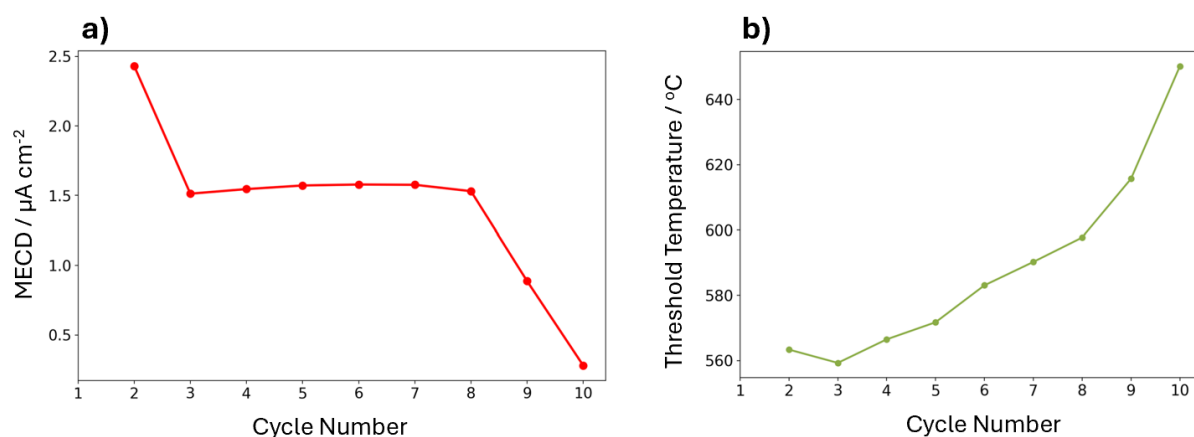 a)
MECD / µA cm⁻²
2.5
2.0
1.5
1.0
0.5
1 2 3 4 5 6 7 8 9 10
Cycle Number
b)
Threshold Temperature / ᵒC
640
620
600
580
560
1 2 3 4 5 6 7 8 9 10
Cycle Number